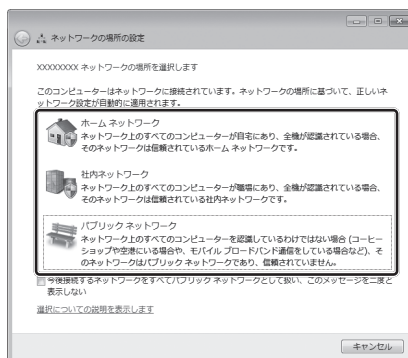 ネットワークの場所の設定
XXXXXXXX ネットワークの場所を選択します
このコンピューターはネットワークに接続されています。ネットワークの場所に基づいて、正しいネ
ットワーク設定が自動的に適用されます。
ホーム ネットワーク
ネットワーク上のすべてのコンピューターが自宅にあり、全機が認識されている場合、
そのネットワークは信頼されているホーム ネットワークです。
社内ネットワーク
ネットワーク上のすべてのコンピューターが職場にあり、全機が認識されている場合、
そのネットワークは信頼されている社内ネットワークです。
パブリック ネットワーク
ネットワーク上のすべてのコンピューターを認識しているわけではない場合 (コーヒー
ショップや空港にいる場合や、モバイル ブロードバンド通信をしている場合など)、そ
のネットワークはパブリック ネットワークであり、信頼されていません。
今後接続するネットワークをすべてパブリック ネットワークとして扱い、このメッセージを二度と
表示しない
選択についての説明を表示します
キャンセル